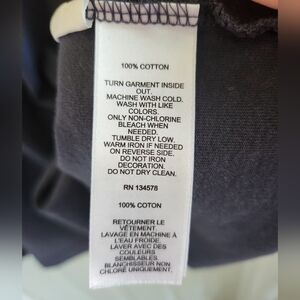 100% COTTON
TURN GARMENT INSIDE
OUT.
MACHINE WASH COLD.
WASH WITH LIKE
COLORS.
ONLY NON-CHLORINE
BLEACH WHEN
NEEDED.
TUMBLE DRY LOW.
WARM IRON IF NEEDED
ON REVERSE SIDE.
DO NOT IRON
DECORATION.
DO NOT DRY CLEAN.
RN 134578
100% COTON
RETOURNER LE
VÊTEMENT.
LAVAGE EN MACHINE À
L'EAU FROIDE.
LAVER AVEC DES
COULEURS
SEMBLABLES.
BLANCHISSEUR NON
CHLORÉ UNIQUEMENT,